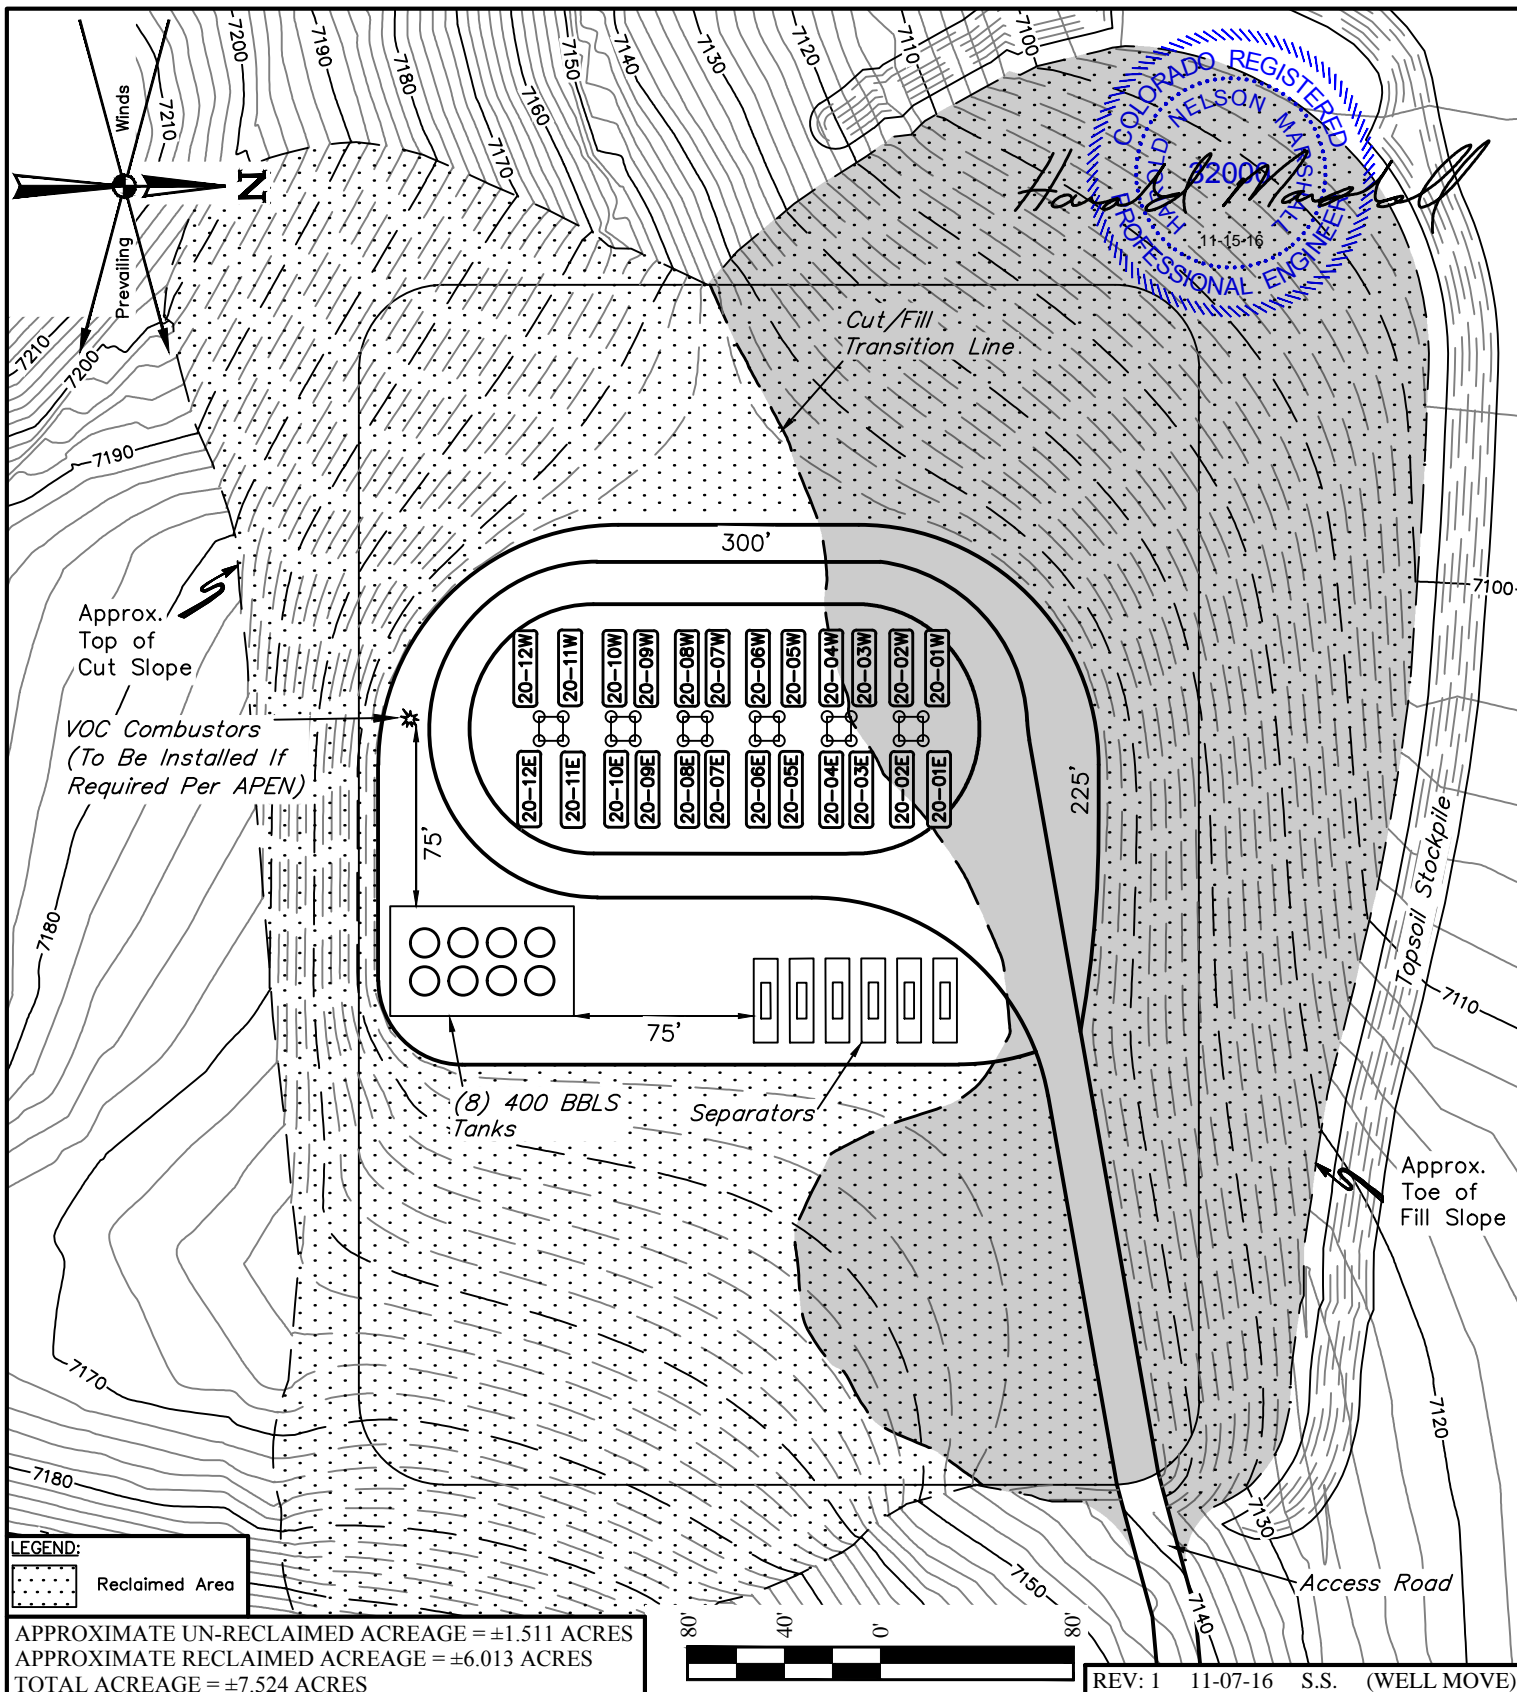 7200
7190
7180
7150
7140
7130
7120
7110
7100
7210
7160
7170
Winds
Prevailing
N
COLORADO REGISTERED
PROFESSIONAL ENGINEER
HAROLD NELSON MARSHALL
32000
11-15-16
Harold Marshall
Cut/Fill
Transition Line
7210
7200
7190
300'
7100
Approx.
Top of
Cut Slope
20-12W
20-11W
20-10W
20-09W
20-08W
20-07W
20-06W
20-05W
20-04W
20-03W
20-02W
20-01W
VOC Combustors
(To Be Installed If
Required Per APEN)
20-12E
20-11E
20-10E
20-09E
20-08E
20-07E
20-06E
20-05E
20-04E
20-03E
20-02E
20-01E
225'
75'
Topsoil Stockpile
7180
7110
75'
(8) 400 BBLS
Tanks
Separators
Approx.
Toe of
Fill Slope
7170
7120
7180
7130
LEGEND:
Reclaimed Area
7150
7140
Access Road
APPROXIMATE UN-RECLAIMED ACREAGE = ±1.511 ACRES
APPROXIMATE RECLAIMED ACREAGE = ±6.013 ACRES
TOTAL ACREAGE = ±7.524 ACRES
80'
40'
0'
80'
REV: 1 11-07-16 S.S. (WELL MOVE)